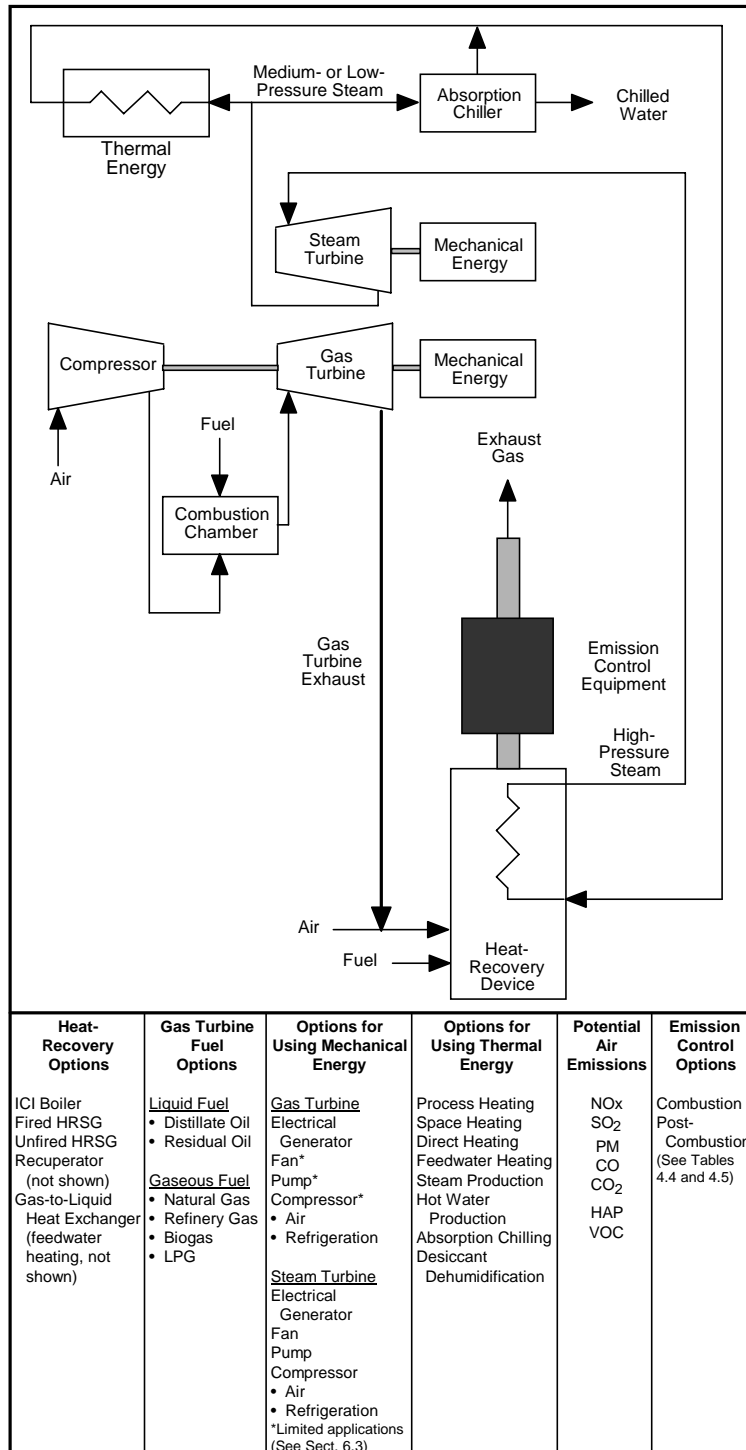 Medium- or Low-
Pressure Steam
Absorption
Chiller
Chilled
Water
Thermal
Energy
Steam
Turbine
Mechanical
Energy
Compressor
Gas
Turbine
Mechanical
Energy
Fuel
Air
Combustion
Chamber
Exhaust
Gas
Gas
Turbine
Exhaust
Emission
Control
Equipment
High-
Pressure
Steam
Air
Fuel
Heat-
Recovery
Device
Heat-
Recovery
Options
ICI Boiler
Fired HRSG
Unfired HRSG
Recuperator
(not shown)
Gas-to-Liquid
Heat Exchanger
(feedwater
heating, not
shown)
Gas Turbine
Fuel
Options
Liquid Fuel
• Distillate Oil
• Residual Oil
Gaseous Fuel
• Natural Gas
• Refinery Gas
• Biogas
• LPG
Options for
Using Mechanical
Energy
Gas Turbine
Electrical
Generator
Fan*
Pump*
Compressor*
• Air
• Refrigeration
Steam Turbine
Electrical
Generator
Fan
Pump
Compressor
• Air
• Refrigeration
*Limited applications
(See Sect. 6.3)
Options for
Using Thermal
Energy
Process Heating
Space Heating
Direct Heating
Feedwater Heating
Steam Production
Hot Water
Production
Absorption Chilling
Desiccant
Dehumidification
Potential
Air
Emissions
NOx
SO2
PM
CO
CO2
HAP
VOC
Emission
Control
Options
Combustion
Post-
Combustion
(See Tables
4.4 and 4.5)